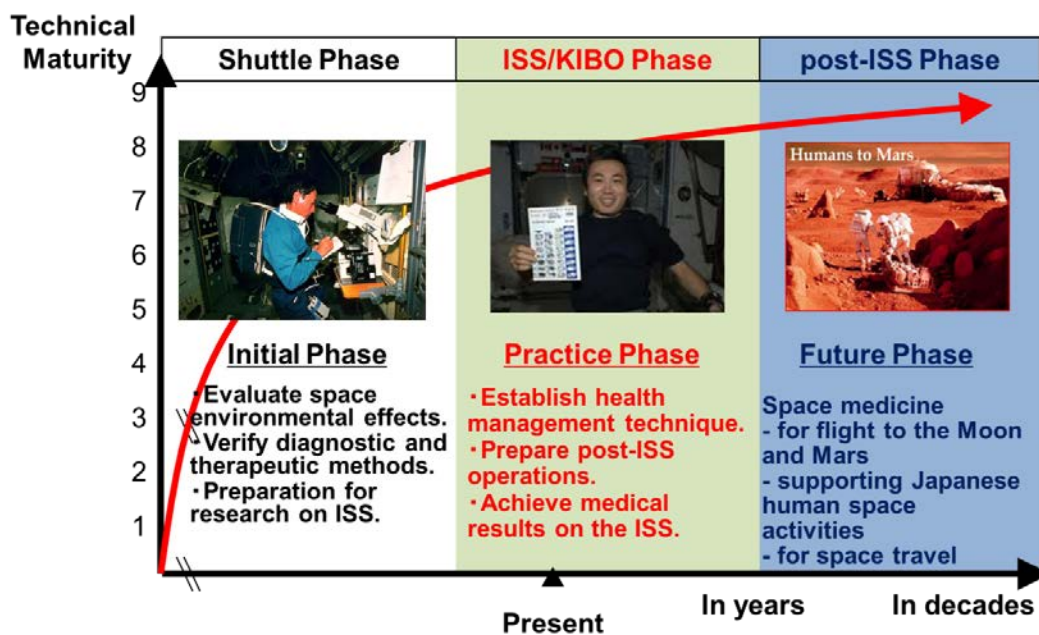 Technical
Maturity
Shuttle Phase
ISS/KIBO Phase
post-ISS Phase
9
8
7
6
5
4
3
2
1
Humans to Mars
Initial Phase
・Evaluate space
environmental effects.
・Verify diagnostic and
therapeutic methods.
・Preparation for
research on ISS.
Practice Phase
・Establish health
management technique.
・Prepare post-ISS
operations.
・Achieve medical
results on the ISS.
Future Phase
Space medicine
- for flight to the Moon
and Mars
- supporting Japanese
human space
activities
- for space travel
Present
In years
In decades